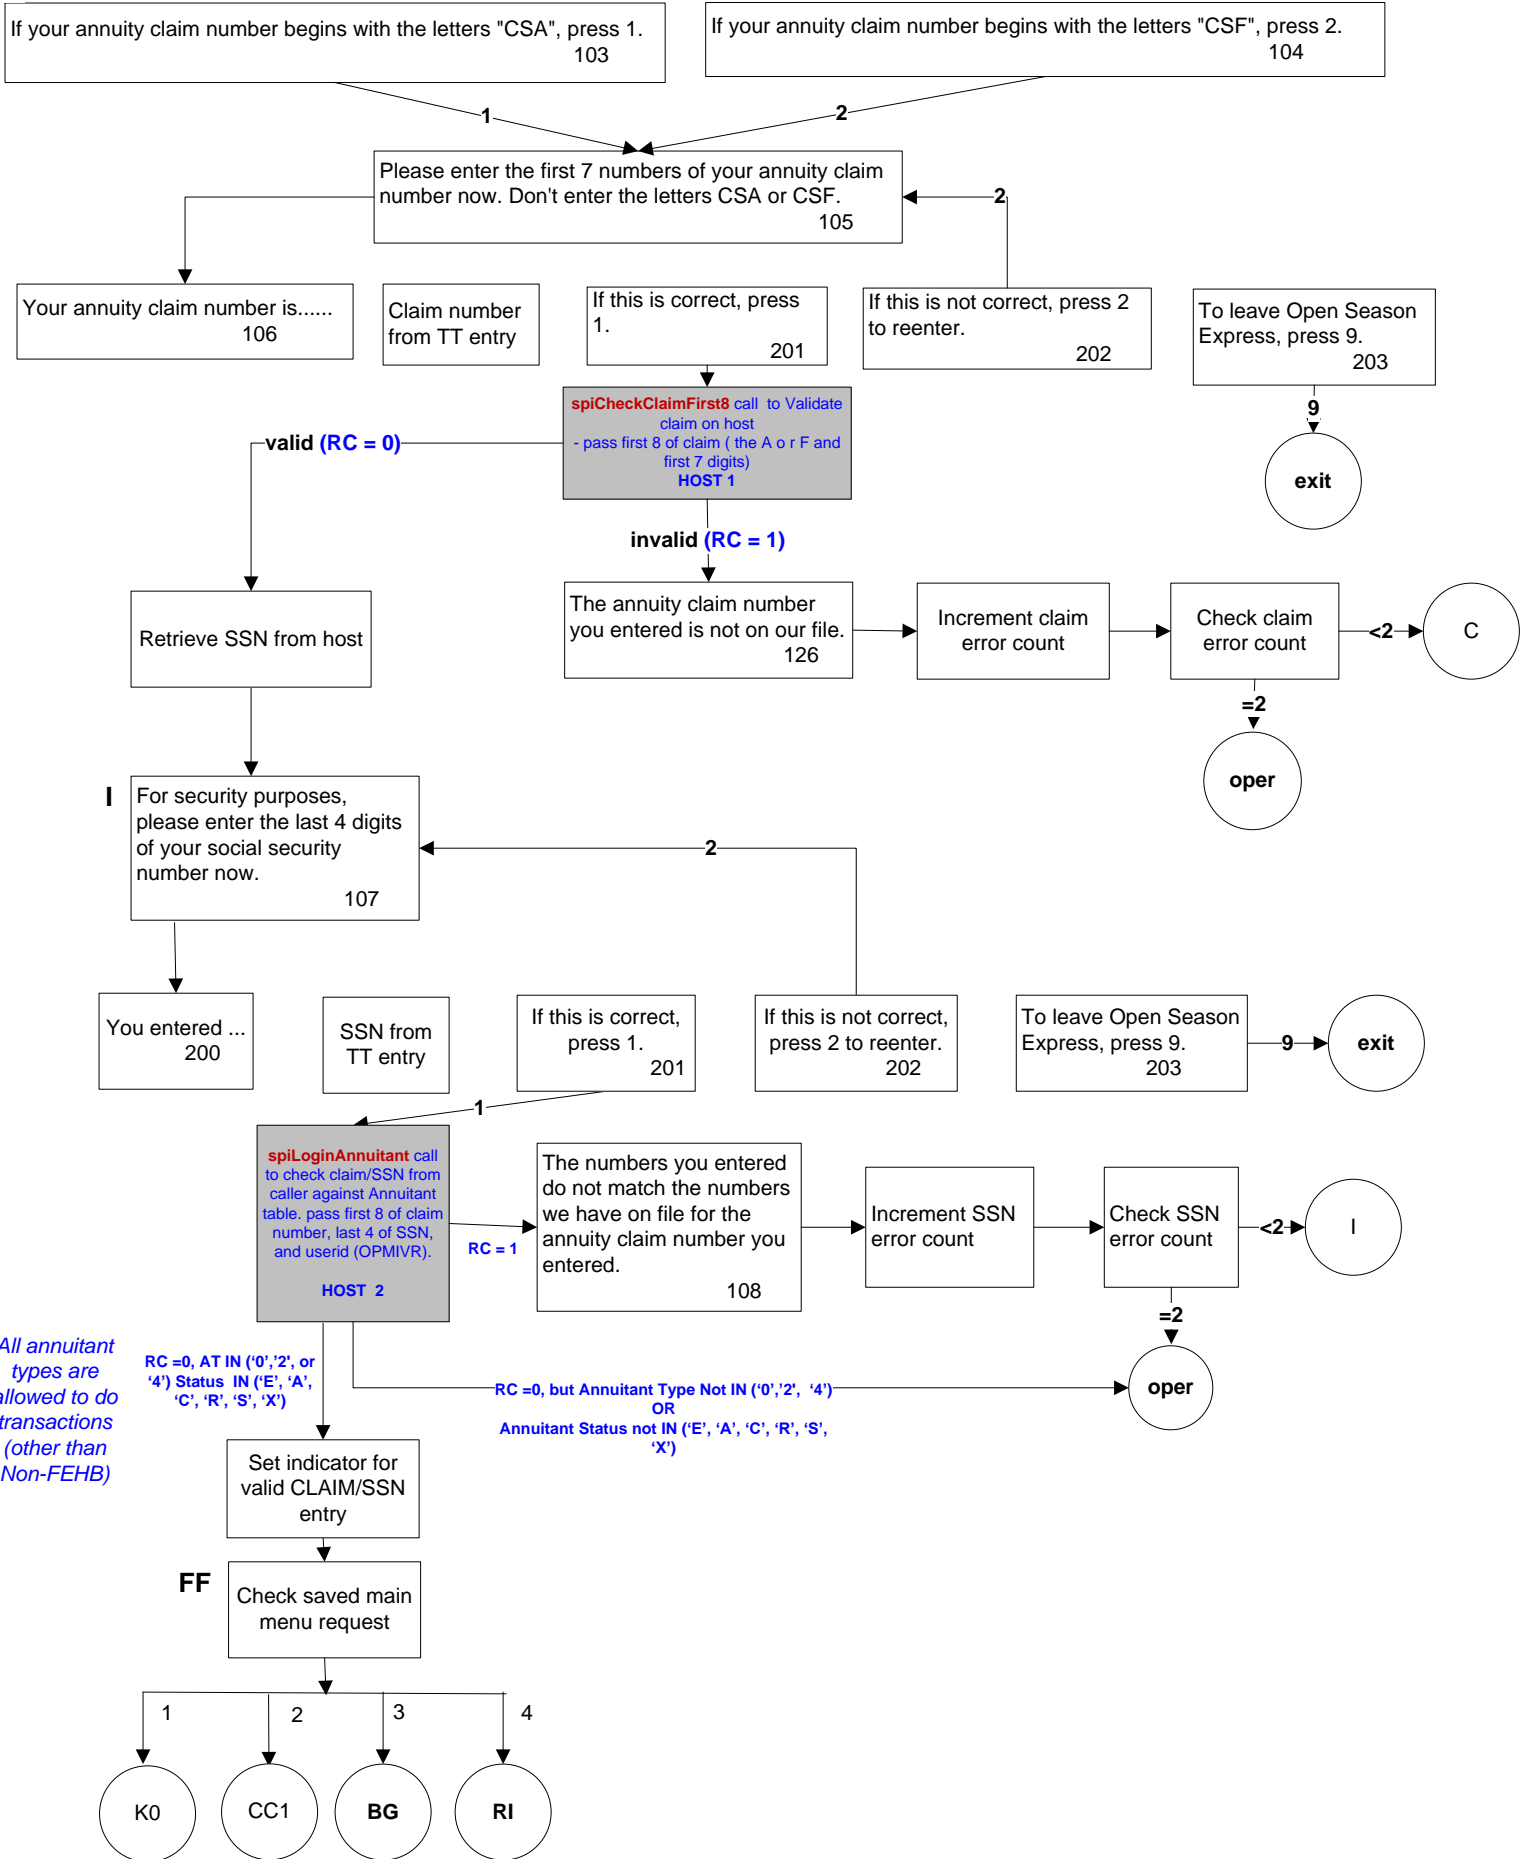 If your annuity claim number begins with the letters "CSA", press 1.
103
If your annuity claim number begins with the letters "CSF", press 2.
104
1
2
Please enter the first 7 numbers of your annuity claim
number now. Don't enter the letters CSA or CSF.
105
2
Your annuity claim number is......
106
Claim number
from TT entry
If this is correct, press
1.
201
If this is not correct, press 2
to reenter.
202
To leave Open Season
Express, press 9.
203
9
exit
spiCheckClaimFirst8 call to Validate
claim on host
- pass first 8 of claim ( the A o r F and
first 7 digits)
HOST 1
valid (RC = 0)
invalid (RC = 1)
Retrieve SSN from host
The annuity claim number
you entered is not on our file.
126
Increment claim
error count
Check claim
error count
<2
C
=2
oper
I
For security purposes,
please enter the last 4 digits
of your social security
number now.
107
2
You entered ...
200
SSN from
TT entry
If this is correct,
press 1.
201
If this is not correct,
press 2 to reenter.
202
To leave Open Season
Express, press 9.
203
9
exit
1
spiLoginAnnuitant call
to check claim/SSN from
caller against Annuitant
table. pass first 8 of claim
number, last 4 of SSN,
and userid (OPMIVR).
HOST 2
RC = 1
The numbers you entered
do not match the numbers
we have on file for the
annuity claim number you
entered.
108
Increment SSN
error count
Check SSN
error count
<2
I
=2
oper
All annuitant
types are
allowed to do
transactions
(other than
Non-FEHB)
RC =0, AT IN (‘0’,’2', or
‘4’) Status IN (‘E’, ‘A’,
‘C’, ‘R’, ‘S’, ‘X’)
RC =0, but Annuitant Type Not IN (‘0’,’2', ‘4’)
OR
Annuitant Status not IN (‘E’, ‘A’, ‘C’, ‘R’, ‘S’,
‘X’)
Set indicator for
valid CLAIM/SSN
entry
FF
Check saved main
menu request
1
2
3
4
K0
CC1
BG
RI